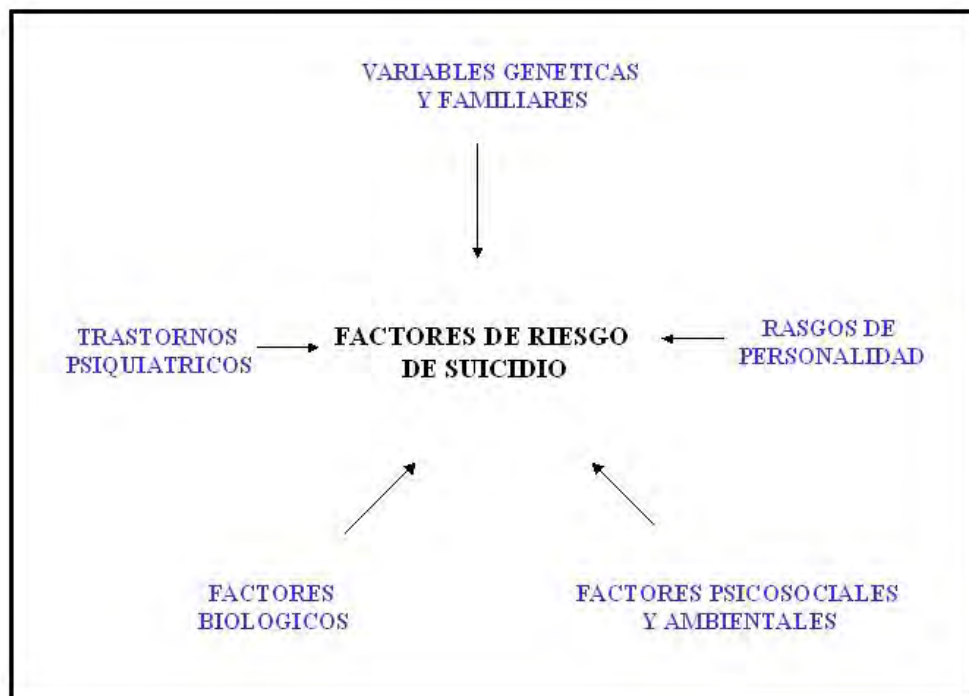 VARIABLES GENETICAS
Y FAMILIARES
TRASTORNOS
PSIQUIATRICOS
FACTORES DE RIESGO
DE SUICIDIO
RASGOS DE
PERSONALIDAD
FACTORES
BIOLOGICOS
FACTORES PSICOSOCIALES
Y AMBIENTALES